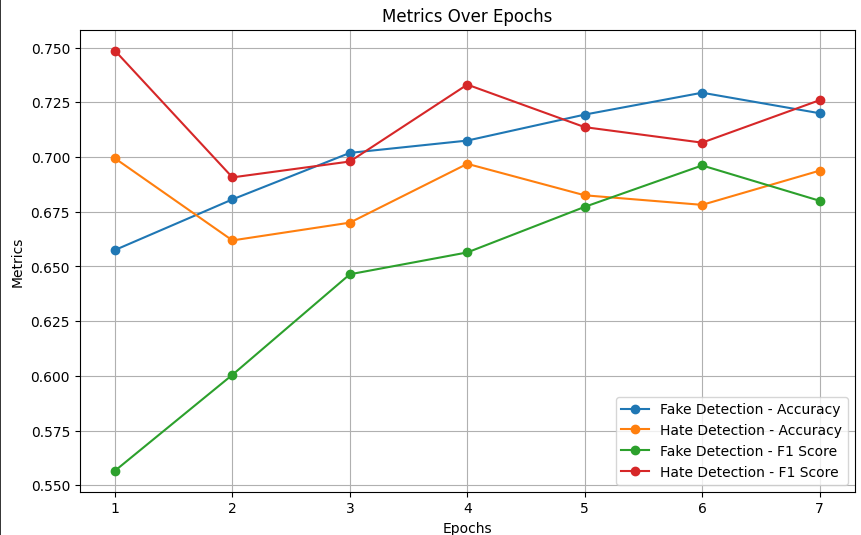 Metrics Over Epochs
0.750
0.725
0.700
0.675
0.650
0.625
0.600
0.575
0.550
Metrics
Fake Detection - Accuracy
Hate Detection - Accuracy
Fake Detection - F1 Score
Hate Detection - F1 Score
1 2 3 4 5 6 7
Epochs